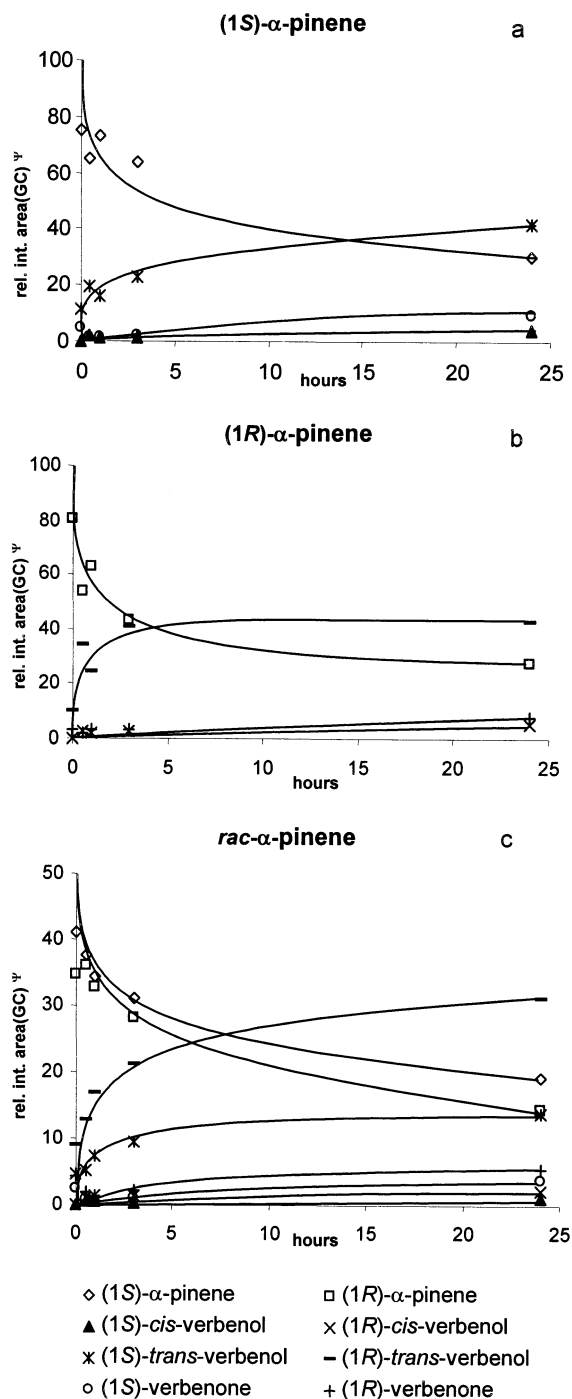 (1S)-α-pinene
a
rel. int. area(GC) Ψ
100
80
60
40
20
0
0 5 10 15 20 25
hours
(1R)-α-pinene
b
rel. int. area(GC) Ψ
100
80
60
40
20
0
0 5 10 15 20 25
hours
rac-α-pinene
c
rel. int. area(GC) Ψ
50
40
30
20
10
0
0 5 10 15 20 25
hours
(1S)-α-pinene
(1R)-α-pinene
(1S)-cis-verbenol
(1R)-cis-verbenol
(1S)-trans-verbenol
(1R)-trans-verbenol
(1S)-verbenone
(1R)-verbenone